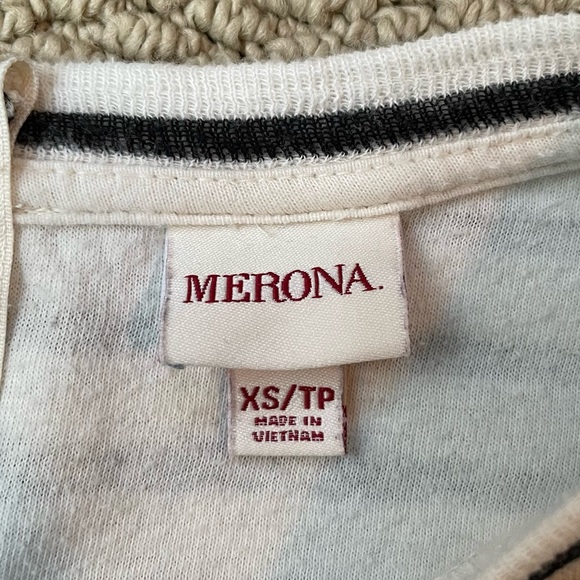 MERONA.
XS/TP
MADE IN
VIETNAM